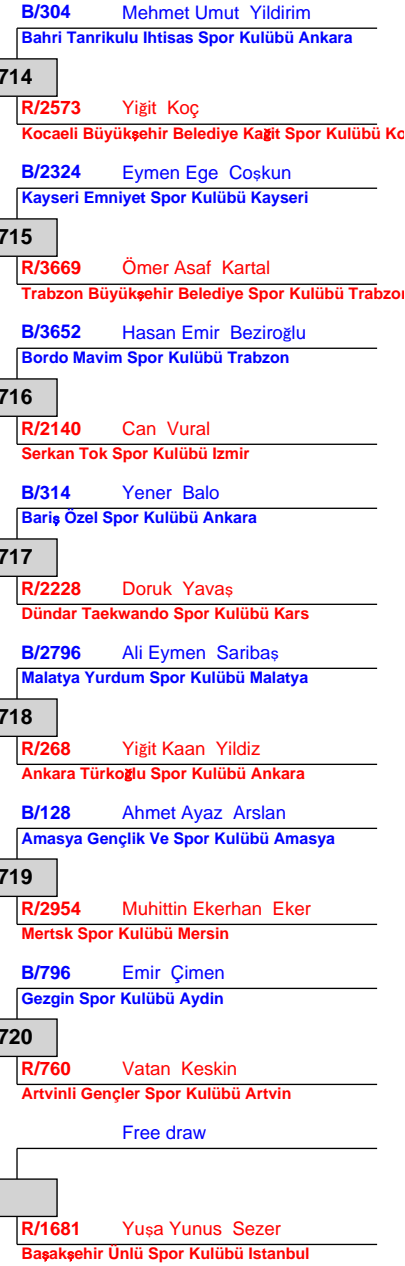 B/304 Mehmet Umut Yildirim
Bahri Tanrikulu Ihtisas Spor Kulübü Ankara
714
R/2573 Yiğit Koç
Kocaeli Büyükşehir Belediye Kağit Spor Kulübü Ko
B/2324 Eymen Ege Coşkun
Kayseri Emniyet Spor Kulübü Kayseri
715
R/3669 Ömer Asaf Kartal
Trabzon Büyükşehir Belediye Spor Kulübü Trabzon
B/3652 Hasan Emir Beziroğlu
Bordo Mavim Spor Kulübü Trabzon
716
R/2140 Can Vural
Serkan Tok Spor Kulübü Izmir
B/314 Yener Balo
Bariş Özel Spor Kulübü Ankara
717
R/2228 Doruk Yavaş
Dündar Taekwando Spor Kulübü Kars
B/2796 Ali Eymen Saribaş
Malatya Yurdum Spor Kulübü Malatya
718
R/268 Yiğit Kaan Yildiz
Ankara Türkoğlu Spor Kulübü Ankara
B/128 Ahmet Ayaz Arslan
Amasya Gençlik Ve Spor Kulübü Amasya
719
R/2954 Muhittin Ekerhan Eker
Mertsk Spor Kulübü Mersin
B/796 Emir Çimen
Gezgin Spor Kulübü Aydin
720
R/760 Vatan Keskin
Artvinli Gençler Spor Kulübü Artvin
Free draw
R/1681 Yuşa Yunus Sezer
Başakşehir Ünlü Spor Kulübü Istanbul